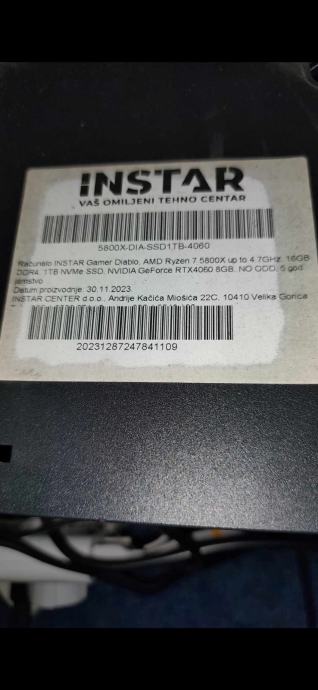 INSTAR
VAŠ OMILJENI TEHNO CENTAR
5800X-DIA-SSD1TB-4060
Računalo INSTAR Gamer Diablo, AMD Ryzen 7 5800X up to 4.7GHz, 16GB
DDR4, 1TB NVMe SSD, NVIDIA GeForce RTX4060 8GB, NO ODD, 5 god
jamstvo
Datum proizvodnje: 30.11.2023.
INSTAR CENTER d.o.o., Andrije Kačića Miošića 22C, 10410 Velika Gorica
20231287247841109